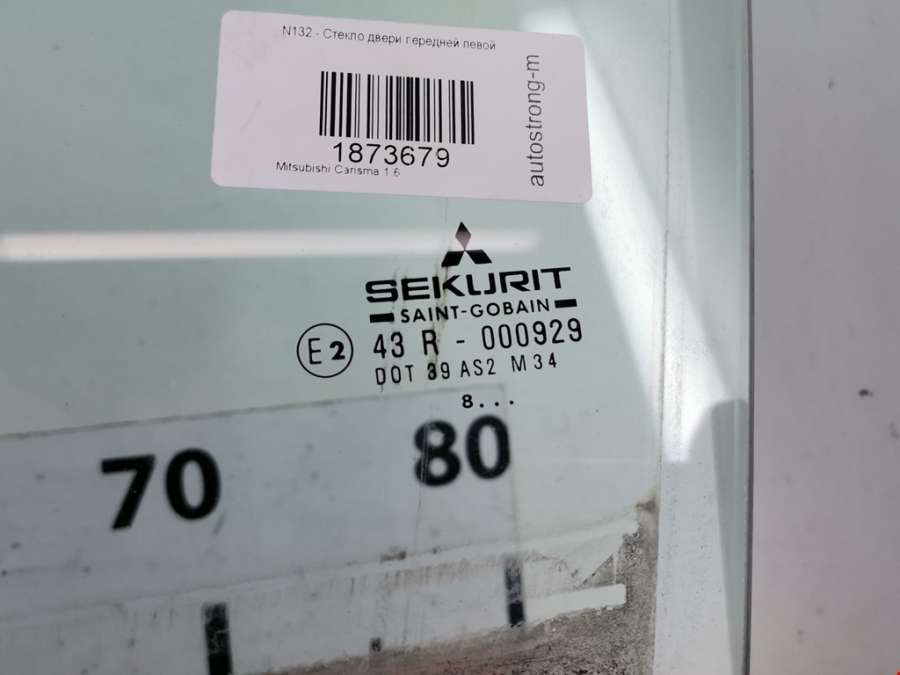 N132 - Стекло двери передней левой
1873679
Mitsubishi Carisma 1.6
autostrong-m
SEKURIT
SAINT-GOBAIN
E2 43 R - 000929
DOT 39 AS2 M34
8...
70 80